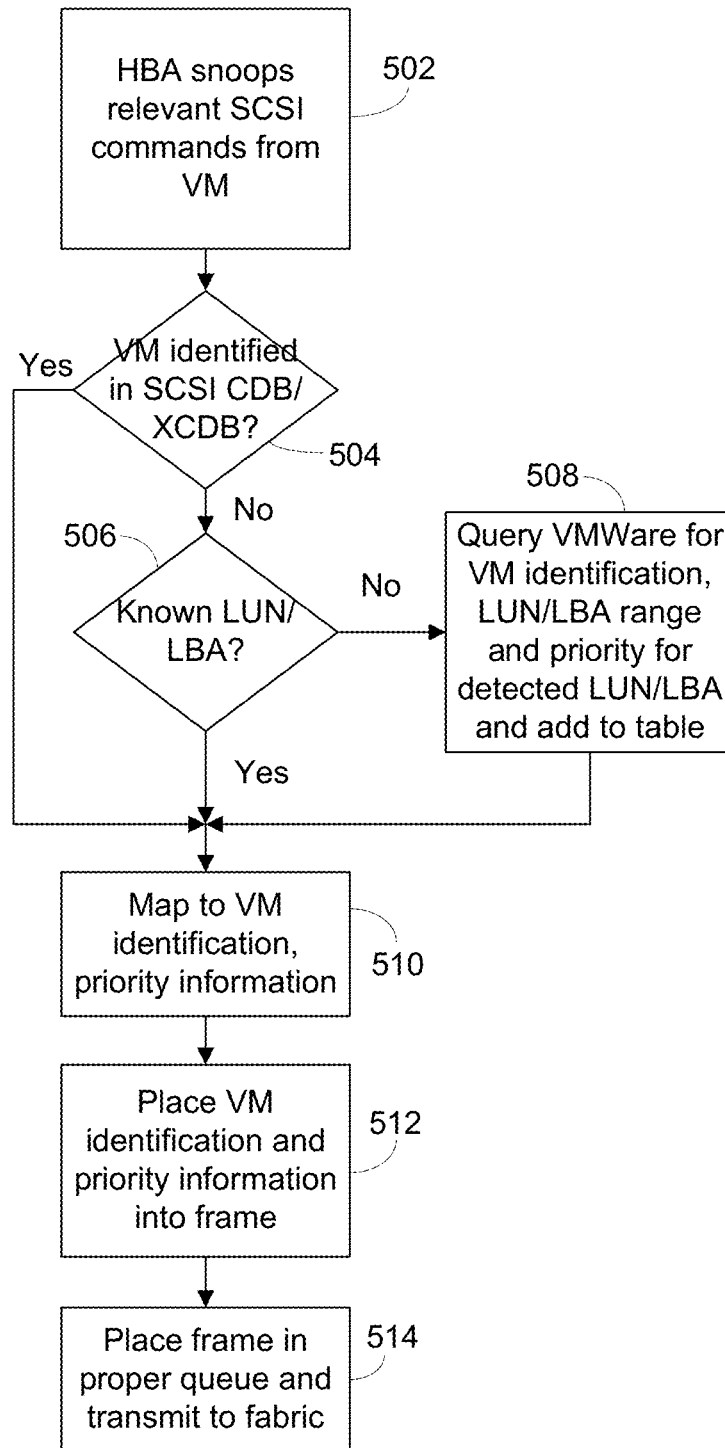 HBA snoops
relevant SCSI
commands from
VM
502
Yes
VM identified
in SCSI CDB/
XCDB?
504
No
506
Known LUN/
LBA?
No
508
Query VMWare for
VM identification,
LUN/LBA range
and priority for
detected LUN/LBA
and add to table
Yes
Map to VM
identification,
priority information
510
Place VM
identification and
priority information
into frame
512
Place frame in
proper queue and
transmit to fabric
514